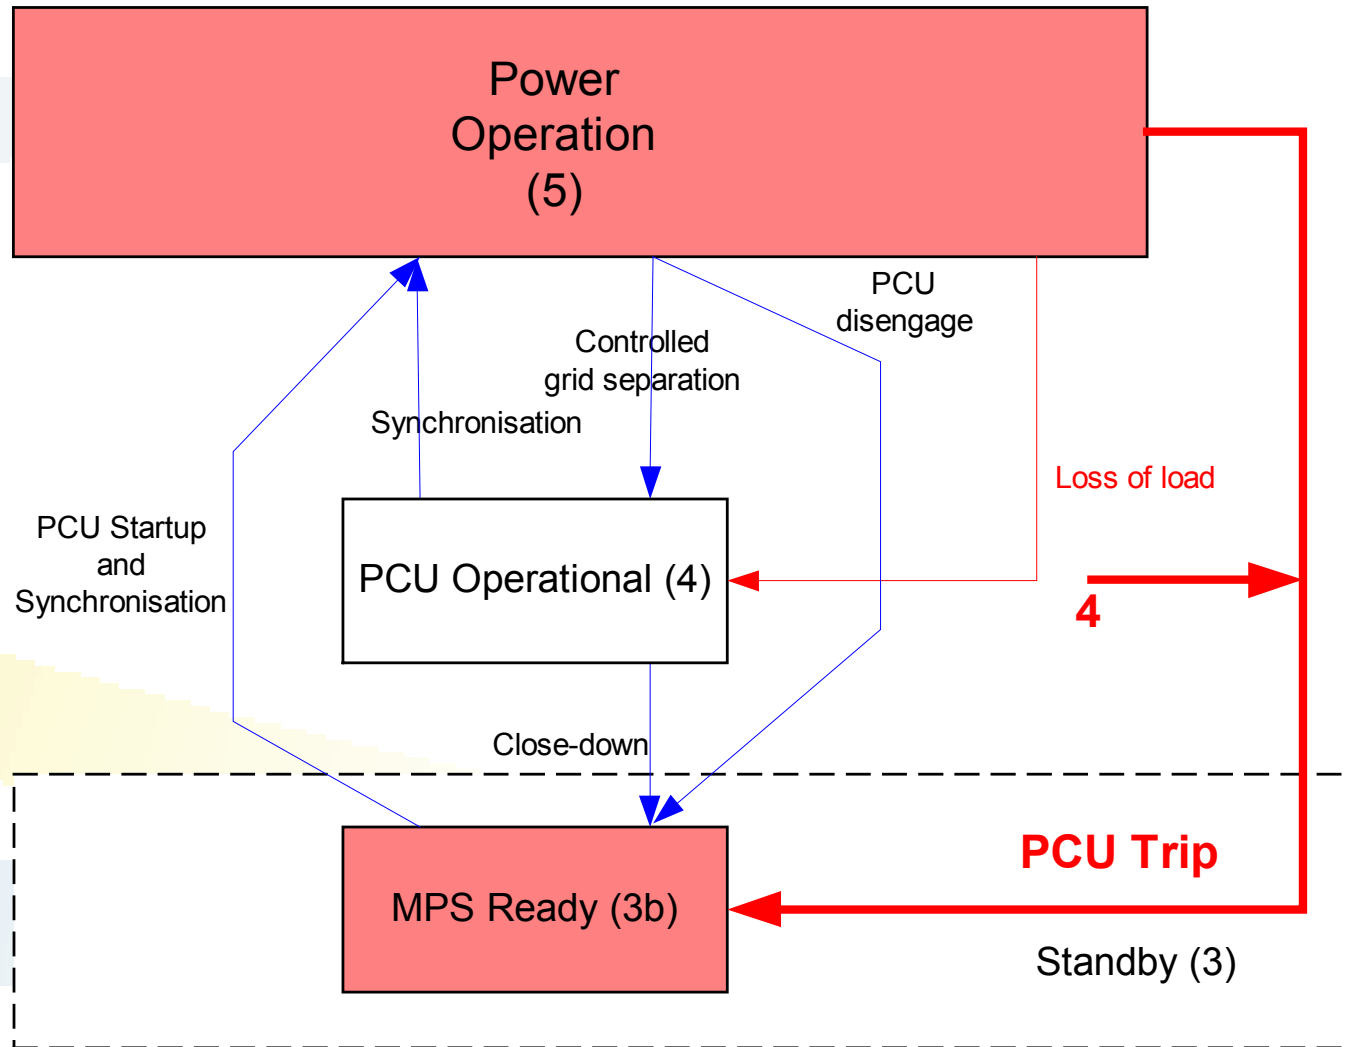 Power
Operation
(5)
PCU
disengage
Controlled
grid separation
Synchronisation
Loss of load
PCU Startup
and
Synchronisation
PCU Operational (4)
4
Close-down
PCU Trip
MPS Ready (3b)
Standby (3)